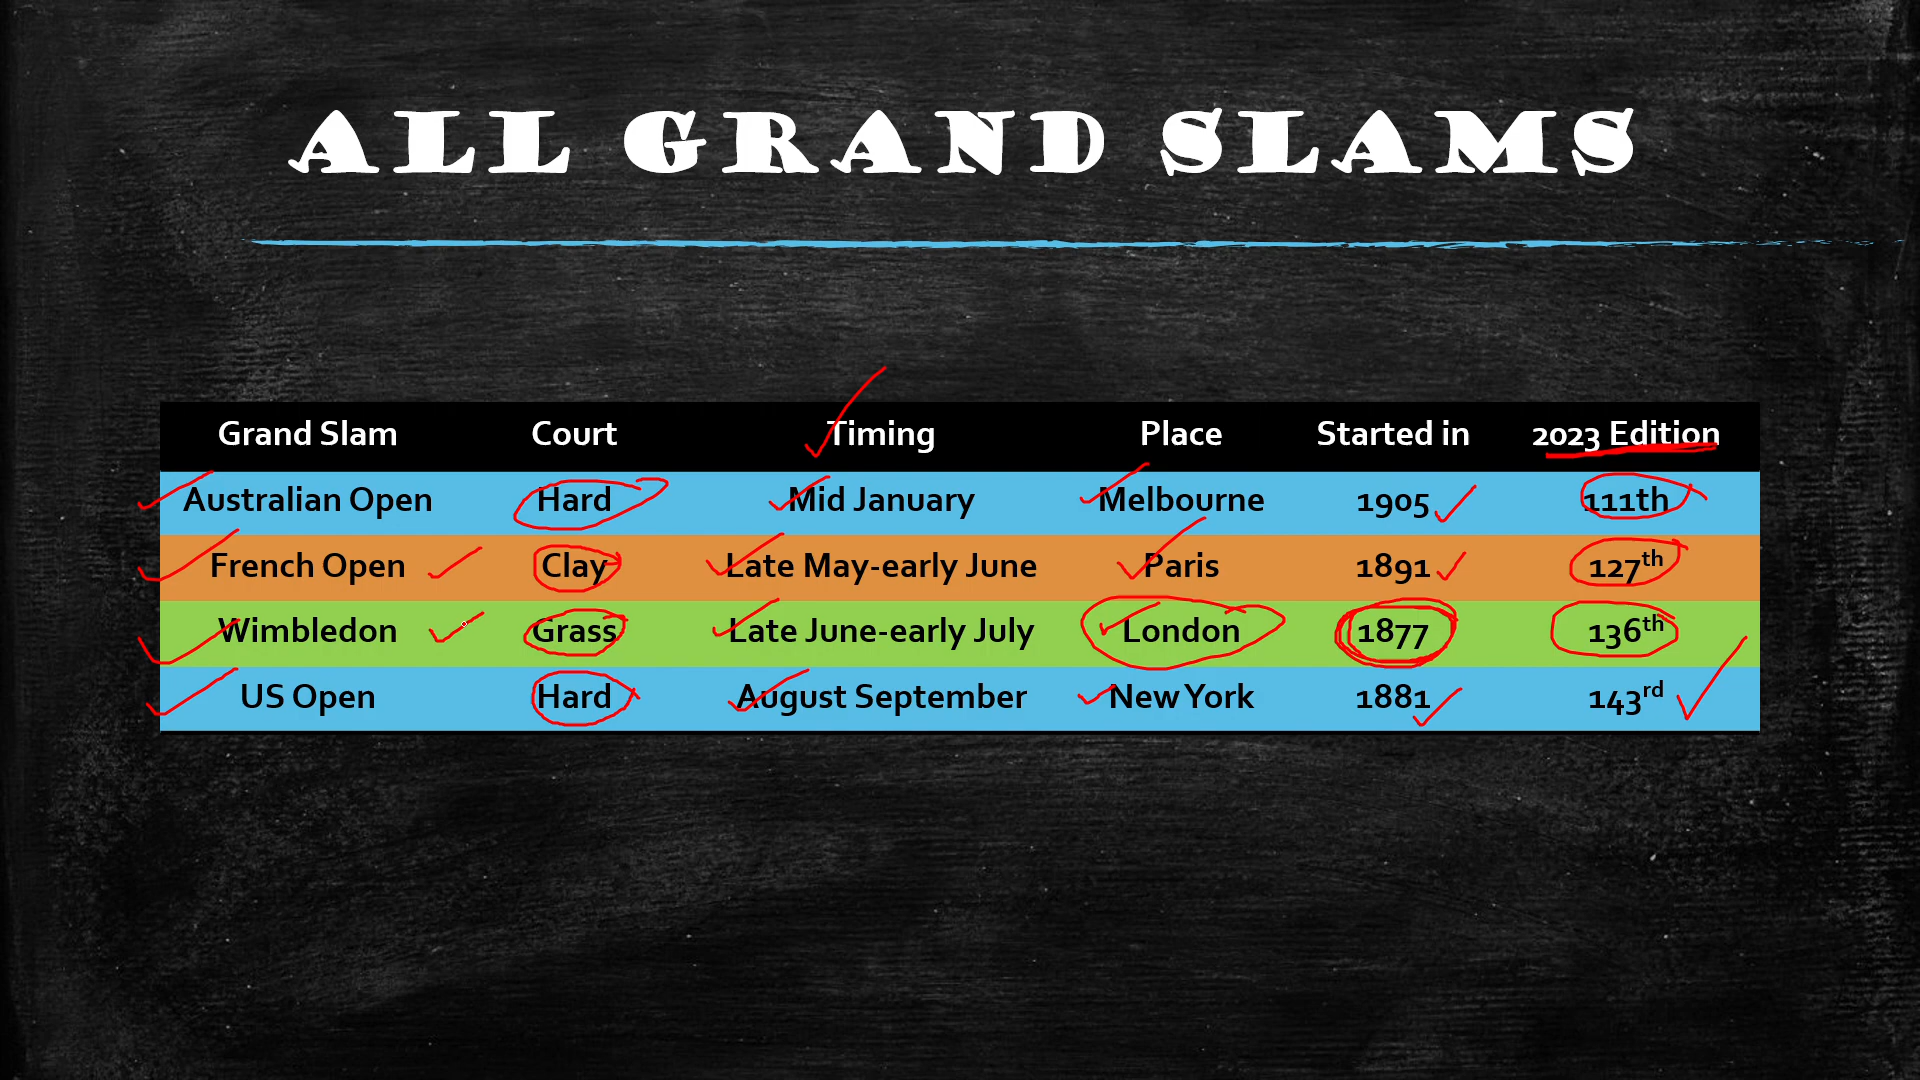 ALL GRAND SLAMS
Grand Slam Court Timing Place Started in 2023 Edition
Australian Open Hard Mid January Melbourne 1905 111th
French Open Clay Late May-early June Paris 1891 127th
Wimbledon Grass Late June-early July London 1877 136th
US Open Hard August September New York 1881 143rd